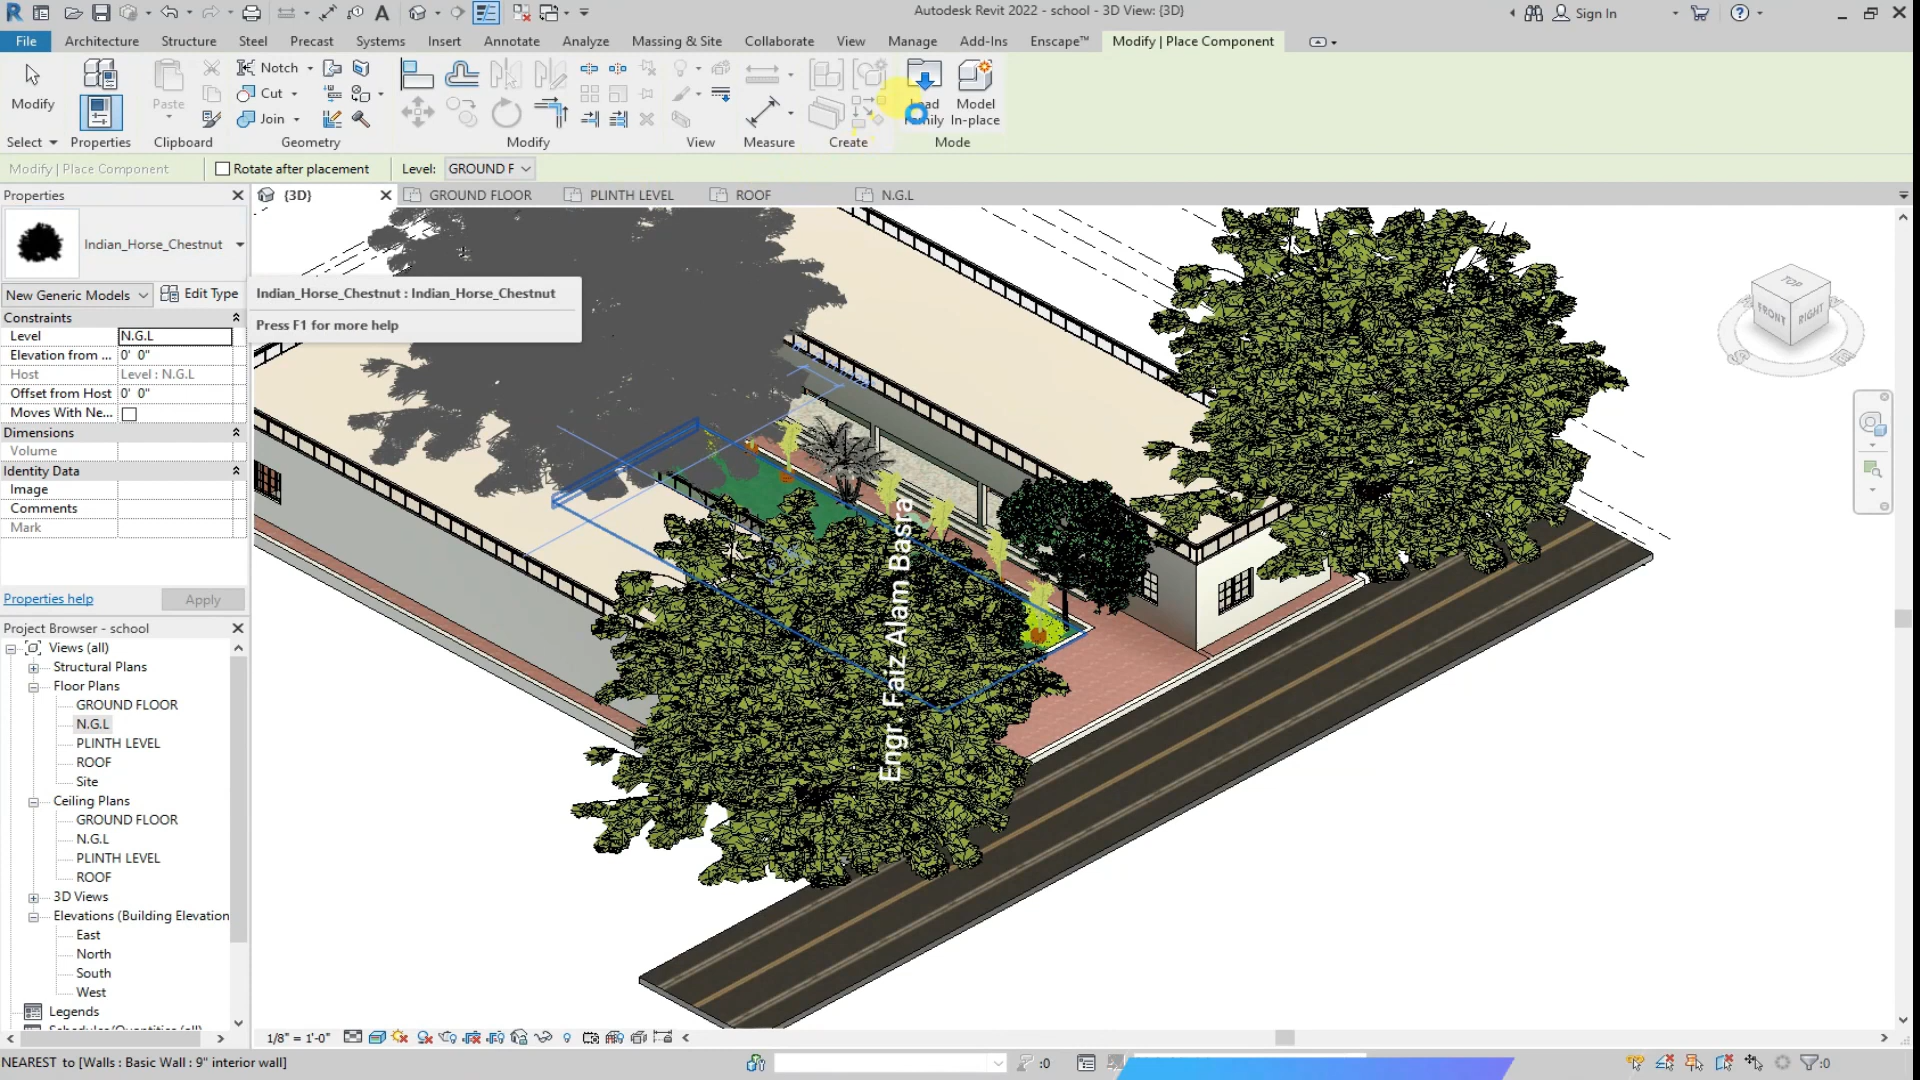 Autodesk Revit 2022 - school - 3D View: {3D}
Sign In
File
Architecture
Structure
Steel
Precast
Systems
Insert
Annotate
Analyze
Massing & Site
Collaborate
View
Manage
Add-Ins
Enscape™
Modify | Place Component
Modify
Paste
Notch
Cut
Join
Load Family
Model In-place
Select
Properties
Clipboard
Geometry
Modify
View
Measure
Create
Mode
Modify | Place Component
Rotate after placement
Level:
GROUND F
Properties
{3D}
GROUND FLOOR
PLINTH LEVEL
ROOF
N.G.L
Indian_Horse_Chestnut
New Generic Models
Edit Type
Indian_Horse_Chestnut : Indian_Horse_Chestnut
Press F1 for more help
Constraints
Level N.G.L
Elevation from ... 0' 0"
Host Level : N.G.L
Offset from Host 0' 0"
Moves With Ne...
Dimensions
Volume
Identity Data
Image
Comments
Mark
Properties help
Apply
TOP
FRONT
RIGHT
Engr. Faiz Alam Basra
Project Browser - school
Views (all)
Structural Plans
Floor Plans
GROUND FLOOR
N.G.L
PLINTH LEVEL
ROOF
Site
Ceiling Plans
GROUND FLOOR
N.G.L
PLINTH LEVEL
ROOF
3D Views
Elevations (Building Elevation
East
North
South
West
Legends
Schedules/Quantities (all)
1/8" = 1'-0"
NEAREST to [Walls : Basic Wall : 9" interior wall]
:0
:0